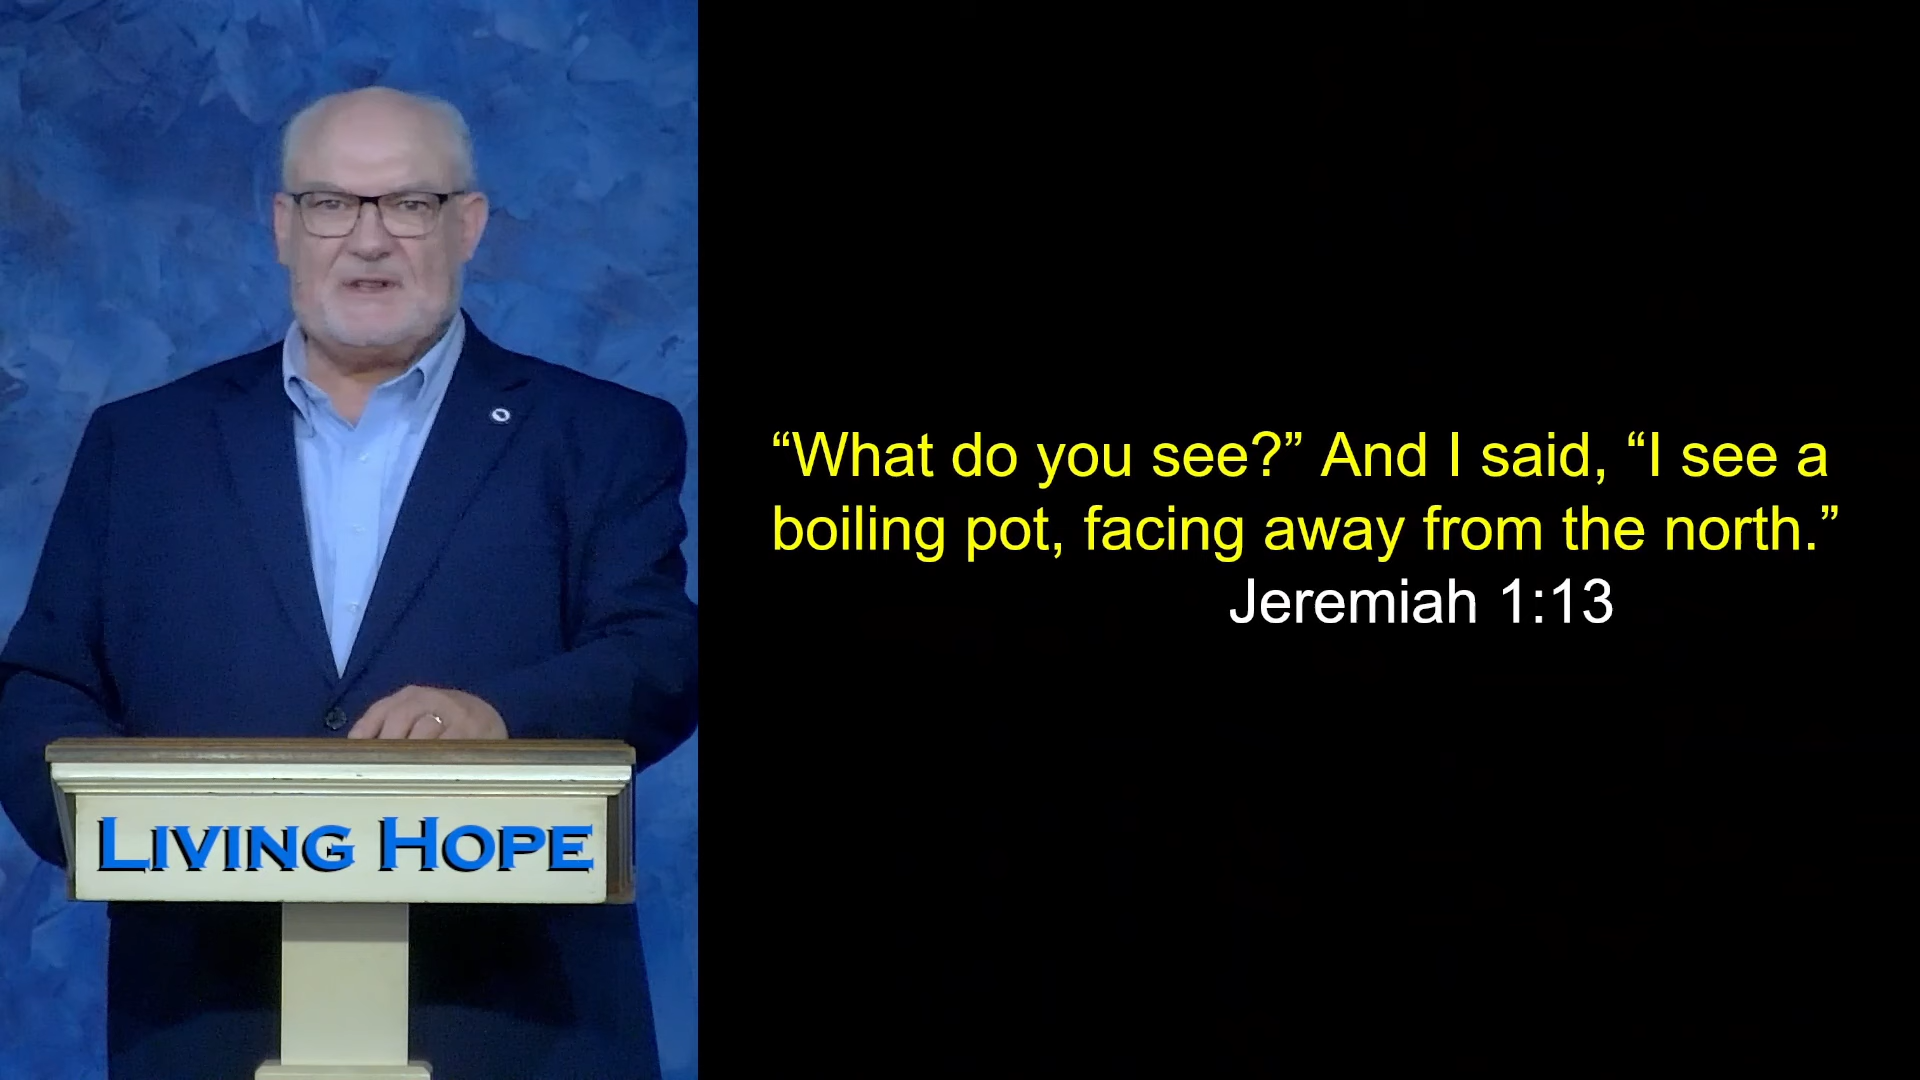 LIVING HOPE
“What do you see?” And I said, “I see a
boiling pot, facing away from the north.”
Jeremiah 1:13